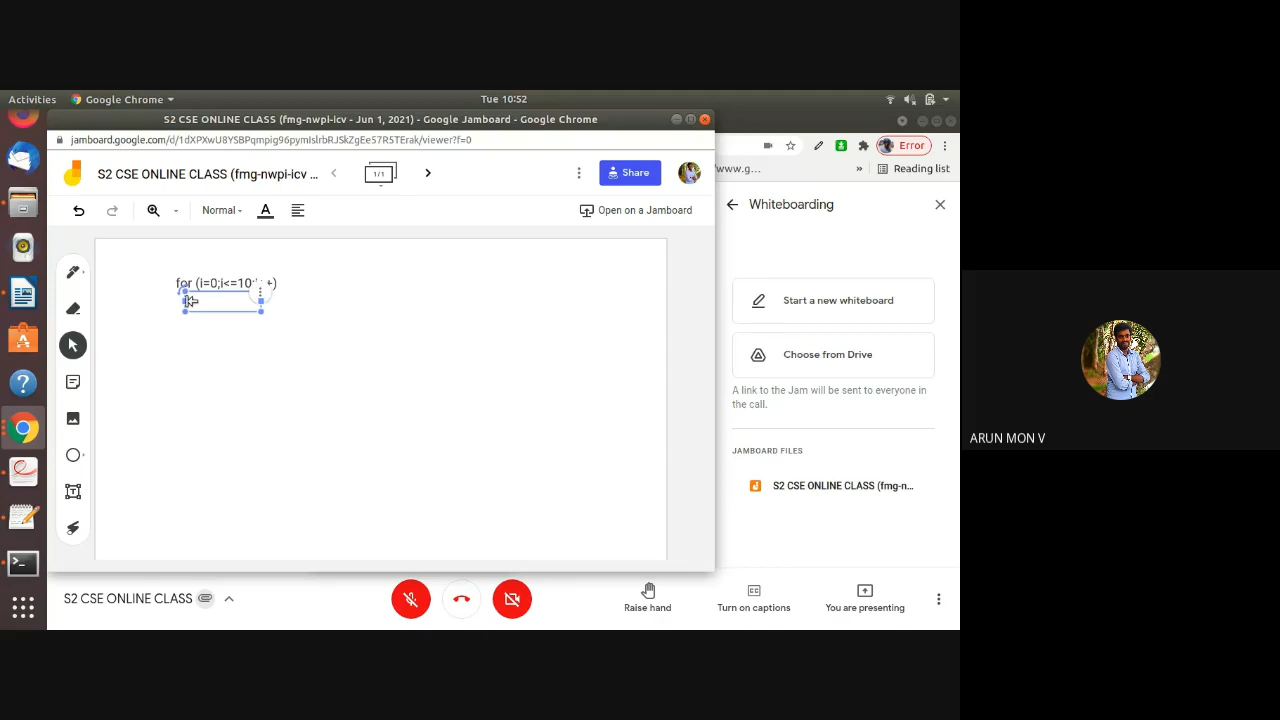 Activities
Google Chrome
Tue 10:52
S2 CSE ONLINE CLASS (fmg-nwpi-icv - Jun 1, 2021) - Google Jamboard - Google Chrome
jamboard.google.com/d/1dXPXwU8YSBPqmpig96pymIslrbRJSkZgEe57R5TErak/viewer?f=0
Error
/www.g...
»
Reading list
S2 CSE ONLINE CLASS (fmg-nwpi-icv ...
1/1
Share
Whiteboarding
Normal
A
Open on a Jamboard
for (i=0;i<=10; +)
Start a new whiteboard
Choose from Drive
A link to the Jam will be sent to everyone in
the call.
JAMBOARD FILES
S2 CSE ONLINE CLASS (fmg-n...
ARUN MON V
S2 CSE ONLINE CLASS
Raise hand
Turn on captions
You are presenting